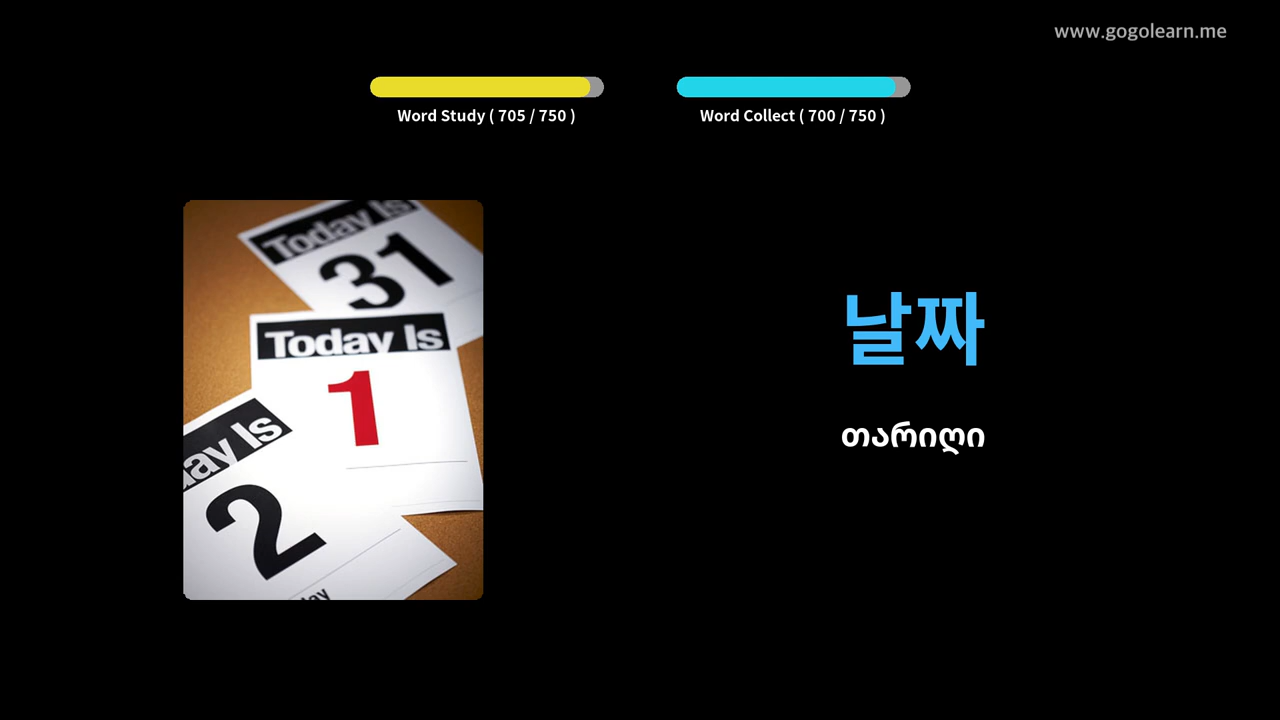 www.gogolearn.me
Word Study ( 705 / 750 )
Word Collect ( 700 / 750 )
Today Is
31
Today Is
1
day Is
2
날짜
თარიღი